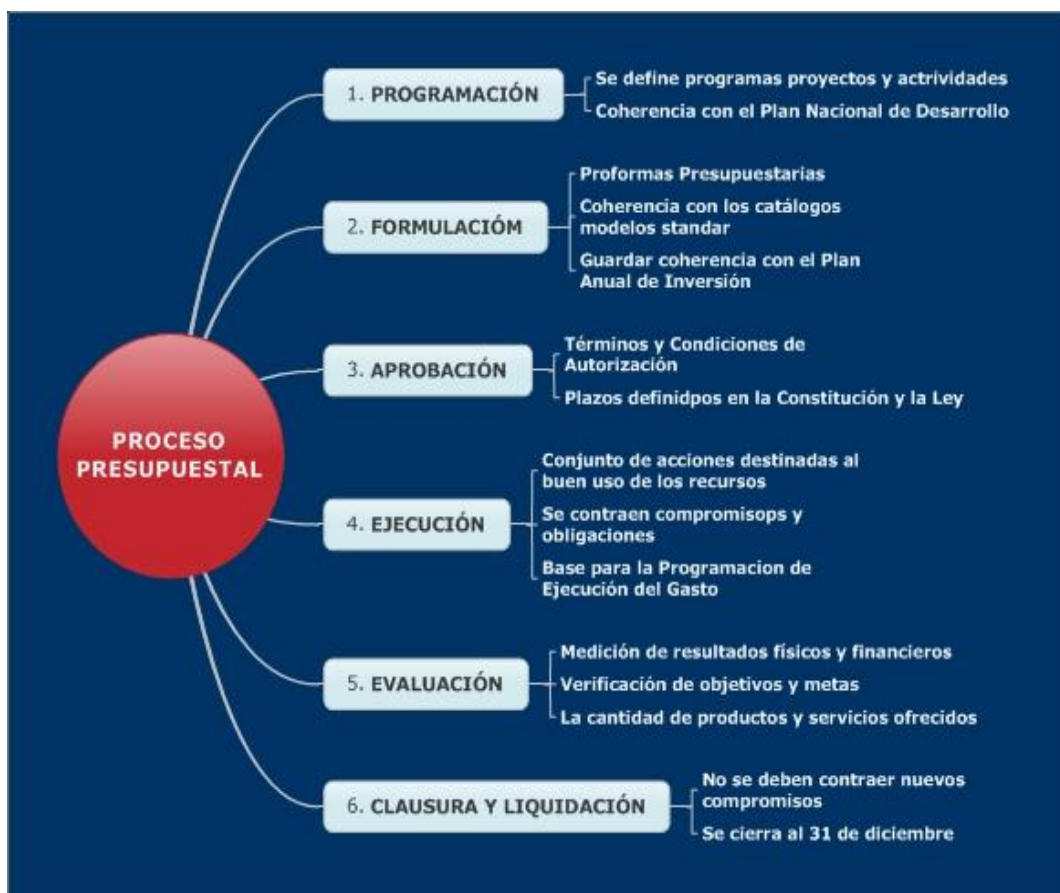 PROCESO
PRESUPUESTAL
1. PROGRAMACIÓN
Se define programas proyectos y actrividades
Coherencia con el Plan Nacional de Desarrollo
2. FORMULACIÓM
Proformas Presupuestarias
Coherencia con los catálogos
modelos standar
Guardar coherencia con el Plan
Anual de Inversión
3. APROBACIÓN
Términos y Condiciones de
Autorización
Plazos definidpos en la Constitución y la Ley
4. EJECUCIÓN
Conjunto de acciones destinadas al
buen uso de los recursos
Se contraen compromisops y
obligaciones
Base para la Programacion de
Ejecución del Gasto
5. EVALUACIÓN
Medición de resultados físicos y financieros
Verificación de objetivos y metas
La cantidad de productos y servicios ofrecidos
6. CLAUSURA Y LIQUIDACIÓN
No se deben contraer nuevos
compromisos
Se cierra al 31 de diciembre